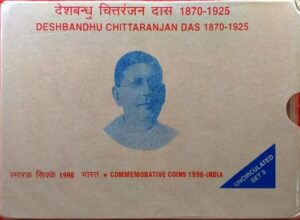 देशबन्धु चित्तरंजन दास 1870-1925
DESHBANDHU CHITTARANJAN DAS 1870-1925
स्मारक सिक्के 1998 - भारत ★ COMMEMORATIVE COINS 1998-INDIA
UNCIRCULATED
SET 3